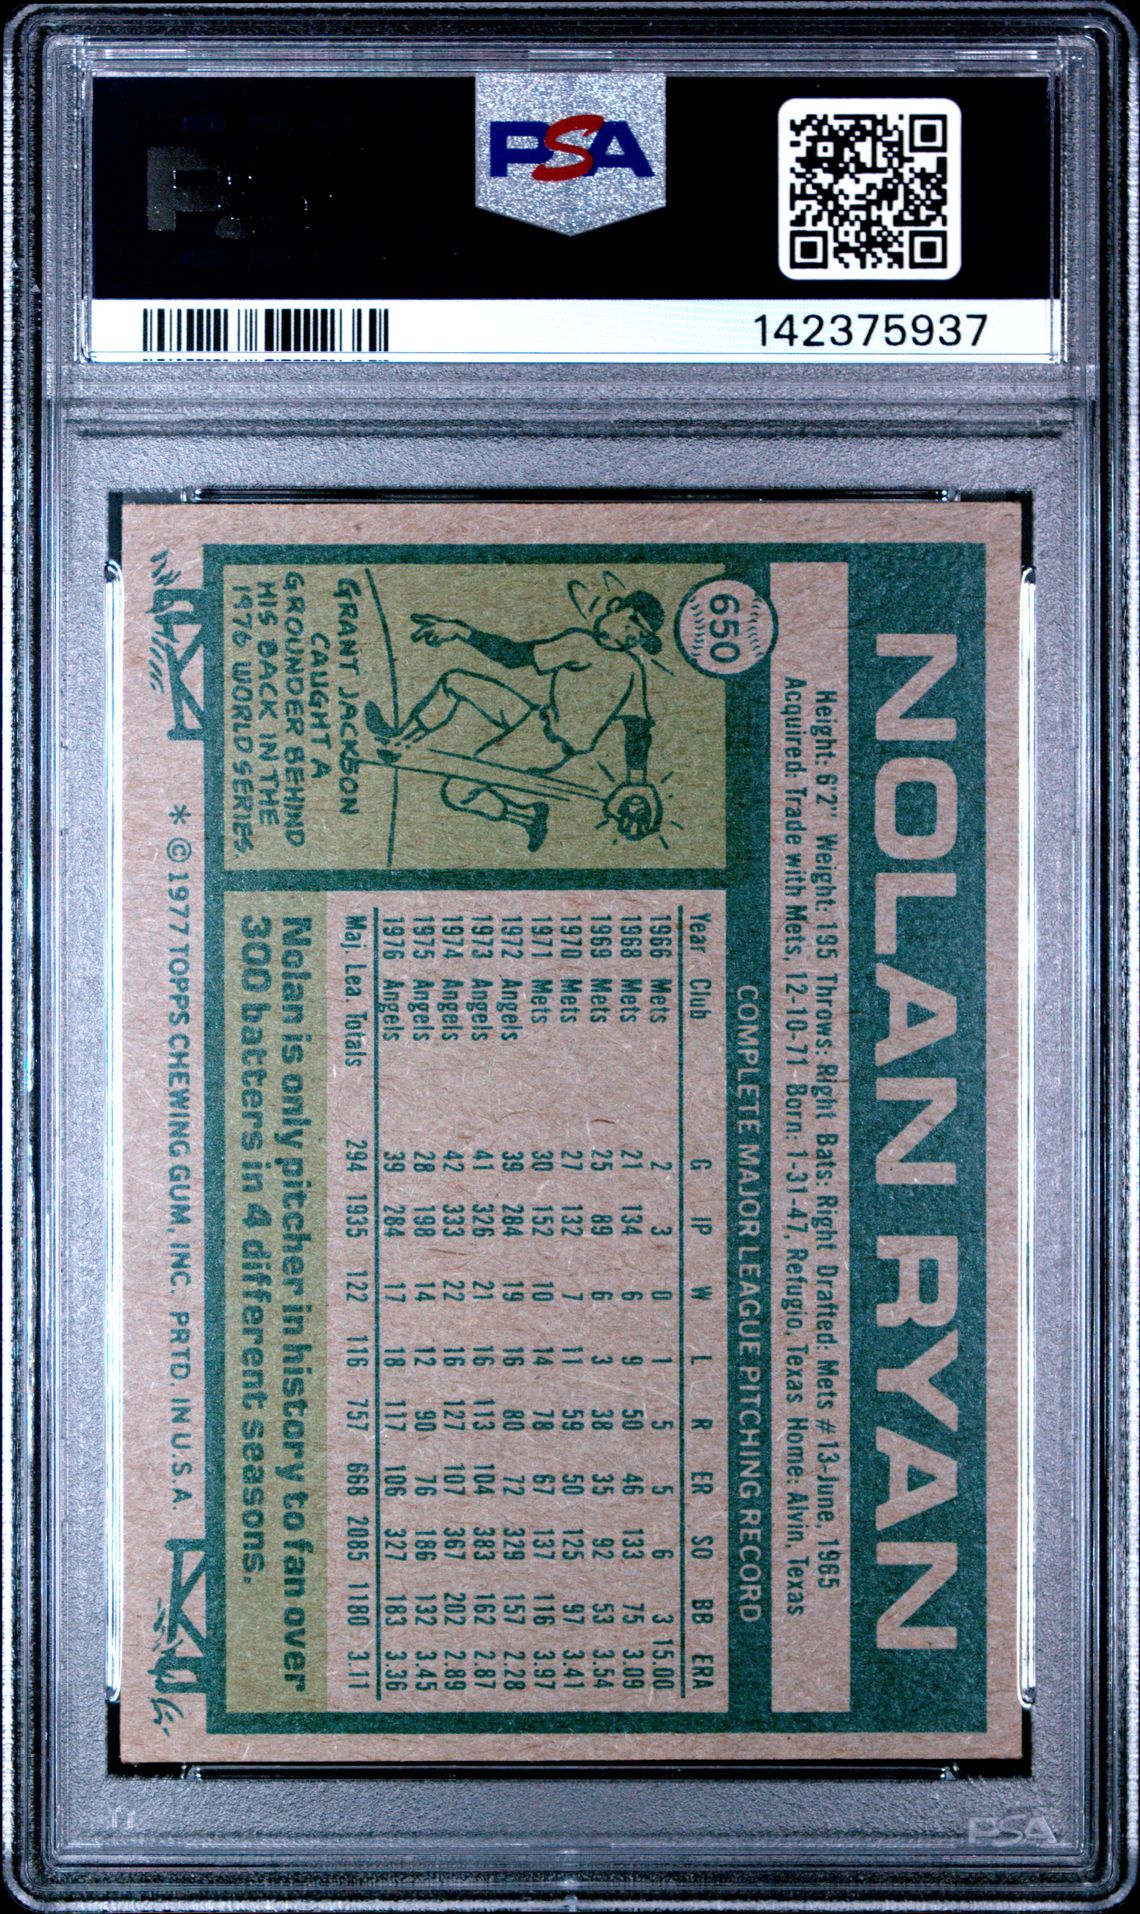 PSA
142375937
NOLAN RYAN
650
Height: 6'2" Weight: 195 Throws: Right Bats: Right Drafted: Mets #13-June, 1965
Acquired: Trade with Mets, 12-10-71 Born: 1-31-47, Refugio, Texas Home: Alvin, Texas
COMPLETE MAJOR LEAGUE PITCHING RECORD
Year Club G IP W L R ER SO BB ERA
1966 Mets 2 3 0 1 5 5 6 3 15.00
1968 Mets 21 134 6 9 50 46 133 75 3.09
1969 Mets 25 89 6 3 38 35 92 53 3.54
1970 Mets 27 132 7 11 59 50 125 97 3.41
1971 Mets 30 152 10 14 78 67 137 116 3.97
1972 Angels 39 284 19 16 80 72 329 157 2.28
1973 Angels 41 326 21 16 113 104 383 162 2.87
1974 Angels 42 333 22 16 127 107 367 202 2.89
1975 Angels 28 198 14 12 90 76 186 132 3.45
1976 Angels 39 284 17 18 117 106 327 183 3.36
Maj. Lea. Totals 294 1935 122 116 757 668 2085 1180 3.11
GRANT JACKSON
CAUGHT A
GROUNDER BEHIND
HIS BACK IN THE
1976 WORLD SERIES.
Nolan is only pitcher in history to fan over
300 batters in 4 different seasons.
* © 1977 TOPPS CHEWING GUM, INC. PRTD. IN U.S.A.
PSA